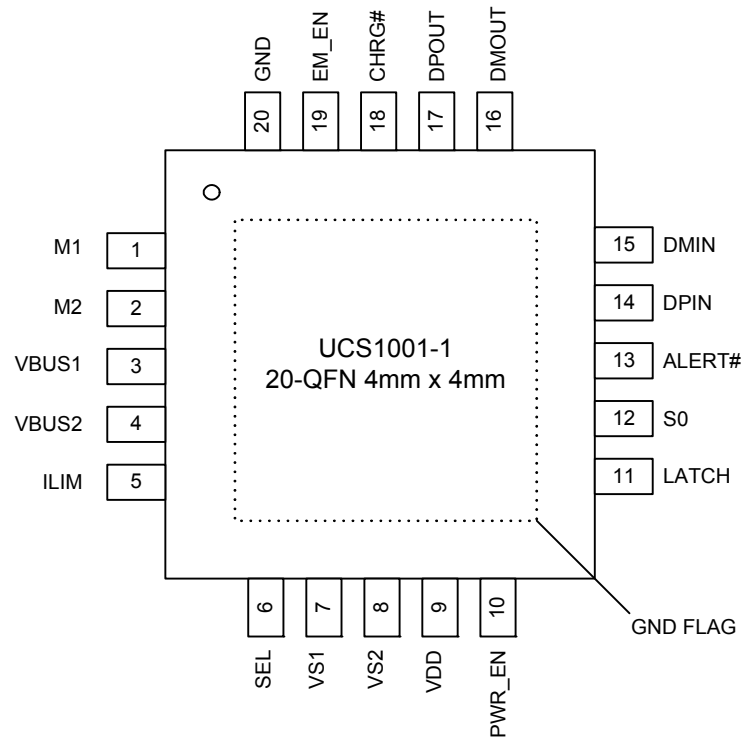 GND
EM_EN
CHRG#
DPOUT
DMOUT
20
19
18
17
16
M1
1
M2
2
VBUS1
3
VBUS2
4
ILIM
5
UCS1001-1
20-QFN 4mm x 4mm
15
DMIN
14
DPIN
13
ALERT#
12
S0
11
LATCH
6
7
8
9
10
SEL
VS1
VS2
VDD
PWR_EN
GND FLAG